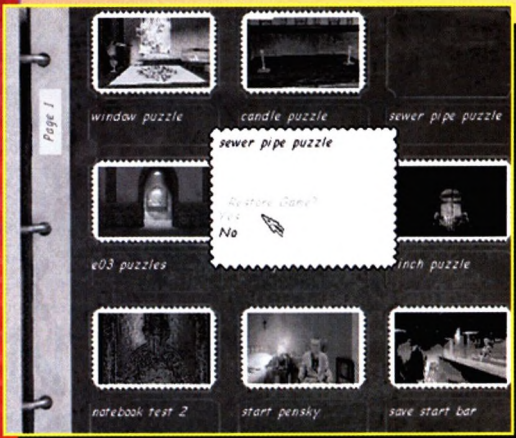 Page 1
window puzzle
candle puzzle
sewer pipe puzzle
sewer pipe puzzle
Restore Game?
Yes
No
e03 puzzles
inch puzzle
notebook test 2
start pensky
save start bar